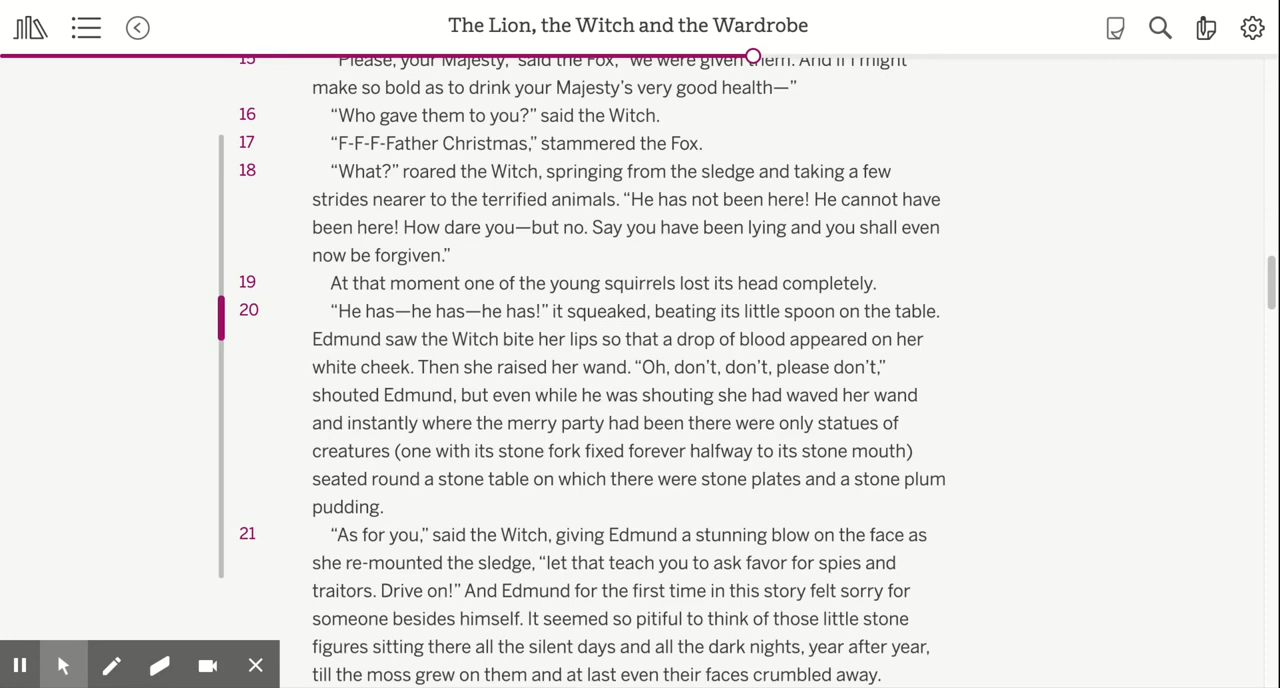 The Lion, the Witch and the Wardrobe
15 “Please, your Majesty,” said the Fox, “we were given them. And if I might
make so bold as to drink your Majesty’s very good health—”
16 “Who gave them to you?” said the Witch.
17 “F-F-F-Father Christmas,” stammered the Fox.
18 “What?” roared the Witch, springing from the sledge and taking a few
strides nearer to the terrified animals. “He has not been here! He cannot have
been here! How dare you—but no. Say you have been lying and you shall even
now be forgiven.”
19 At that moment one of the young squirrels lost its head completely.
20 “He has—he has—he has!” it squeaked, beating its little spoon on the table.
Edmund saw the Witch bite her lips so that a drop of blood appeared on her
white cheek. Then she raised her wand. “Oh, don’t, don’t, please don’t,”
shouted Edmund, but even while he was shouting she had waved her wand
and instantly where the merry party had been there were only statues of
creatures (one with its stone fork fixed forever halfway to its stone mouth)
seated round a stone table on which there were stone plates and a stone plum
pudding.
21 “As for you,” said the Witch, giving Edmund a stunning blow on the face as
she re-mounted the sledge, “let that teach you to ask favor for spies and
traitors. Drive on!” And Edmund for the first time in this story felt sorry for
someone besides himself. It seemed so pitiful to think of those little stone
figures sitting there all the silent days and all the dark nights, year after year,
till the moss grew on them and at last even their faces crumbled away.